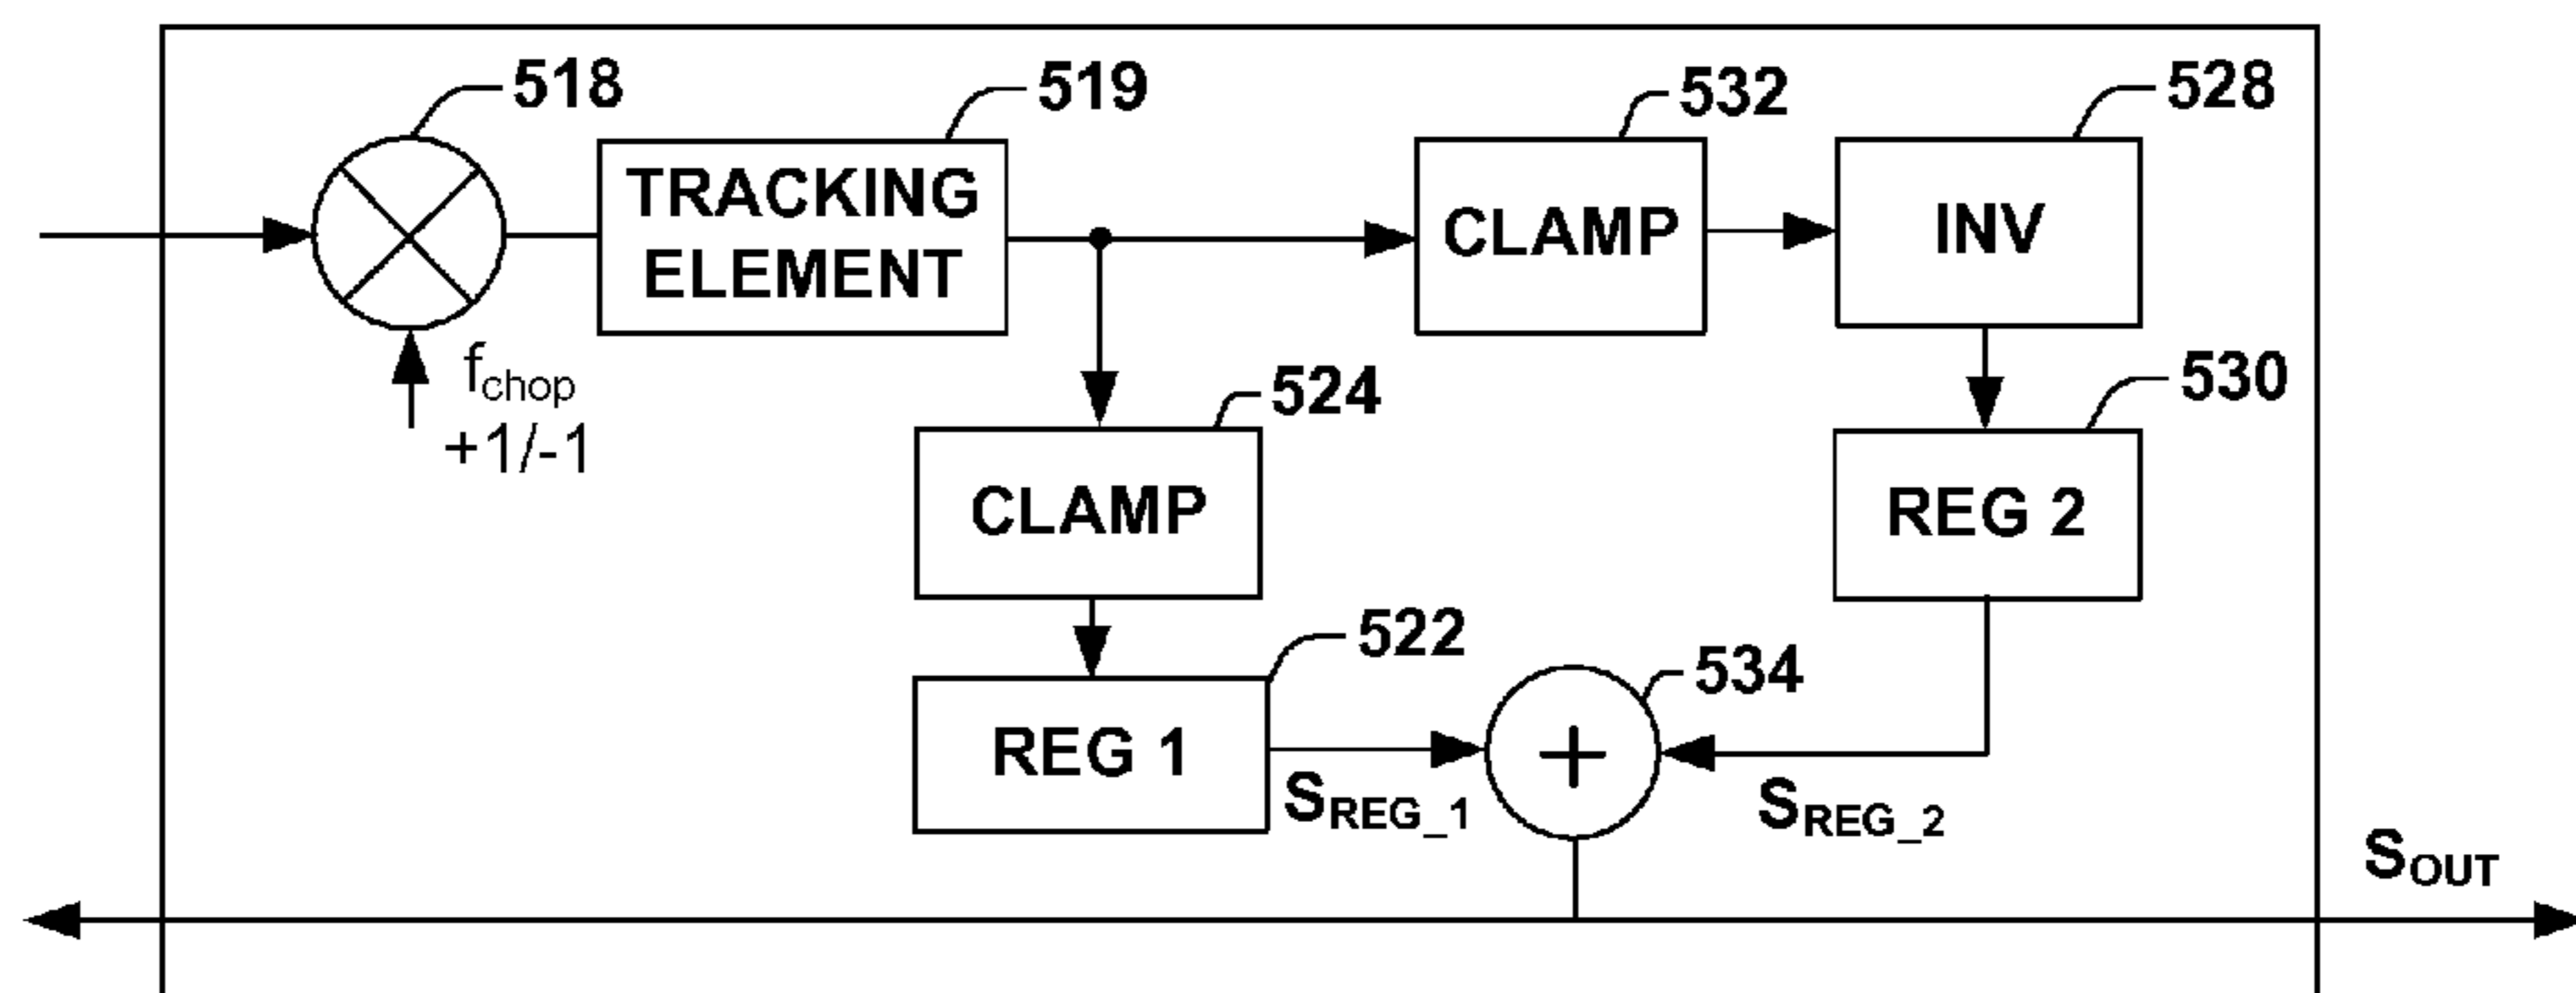 518
519
532
528
TRACKING
ELEMENT
CLAMP
INV
fchop
+1/-1
524
530
CLAMP
REG 2
522
534
REG 1
SREG_1
+
SREG_2
SOUT